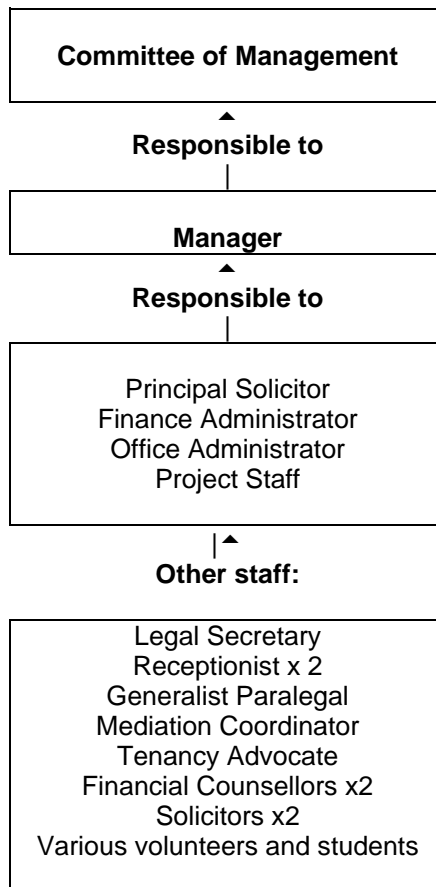 Committee of Management
Responsible to
Manager
Responsible to
Principal Solicitor
Finance Administrator
Office Administrator
Project Staff
Other staff:
Legal Secretary
Receptionist x 2
Generalist Paralegal
Mediation Coordinator
Tenancy Advocate
Financial Counsellors x2
Solicitors x2
Various volunteers and students